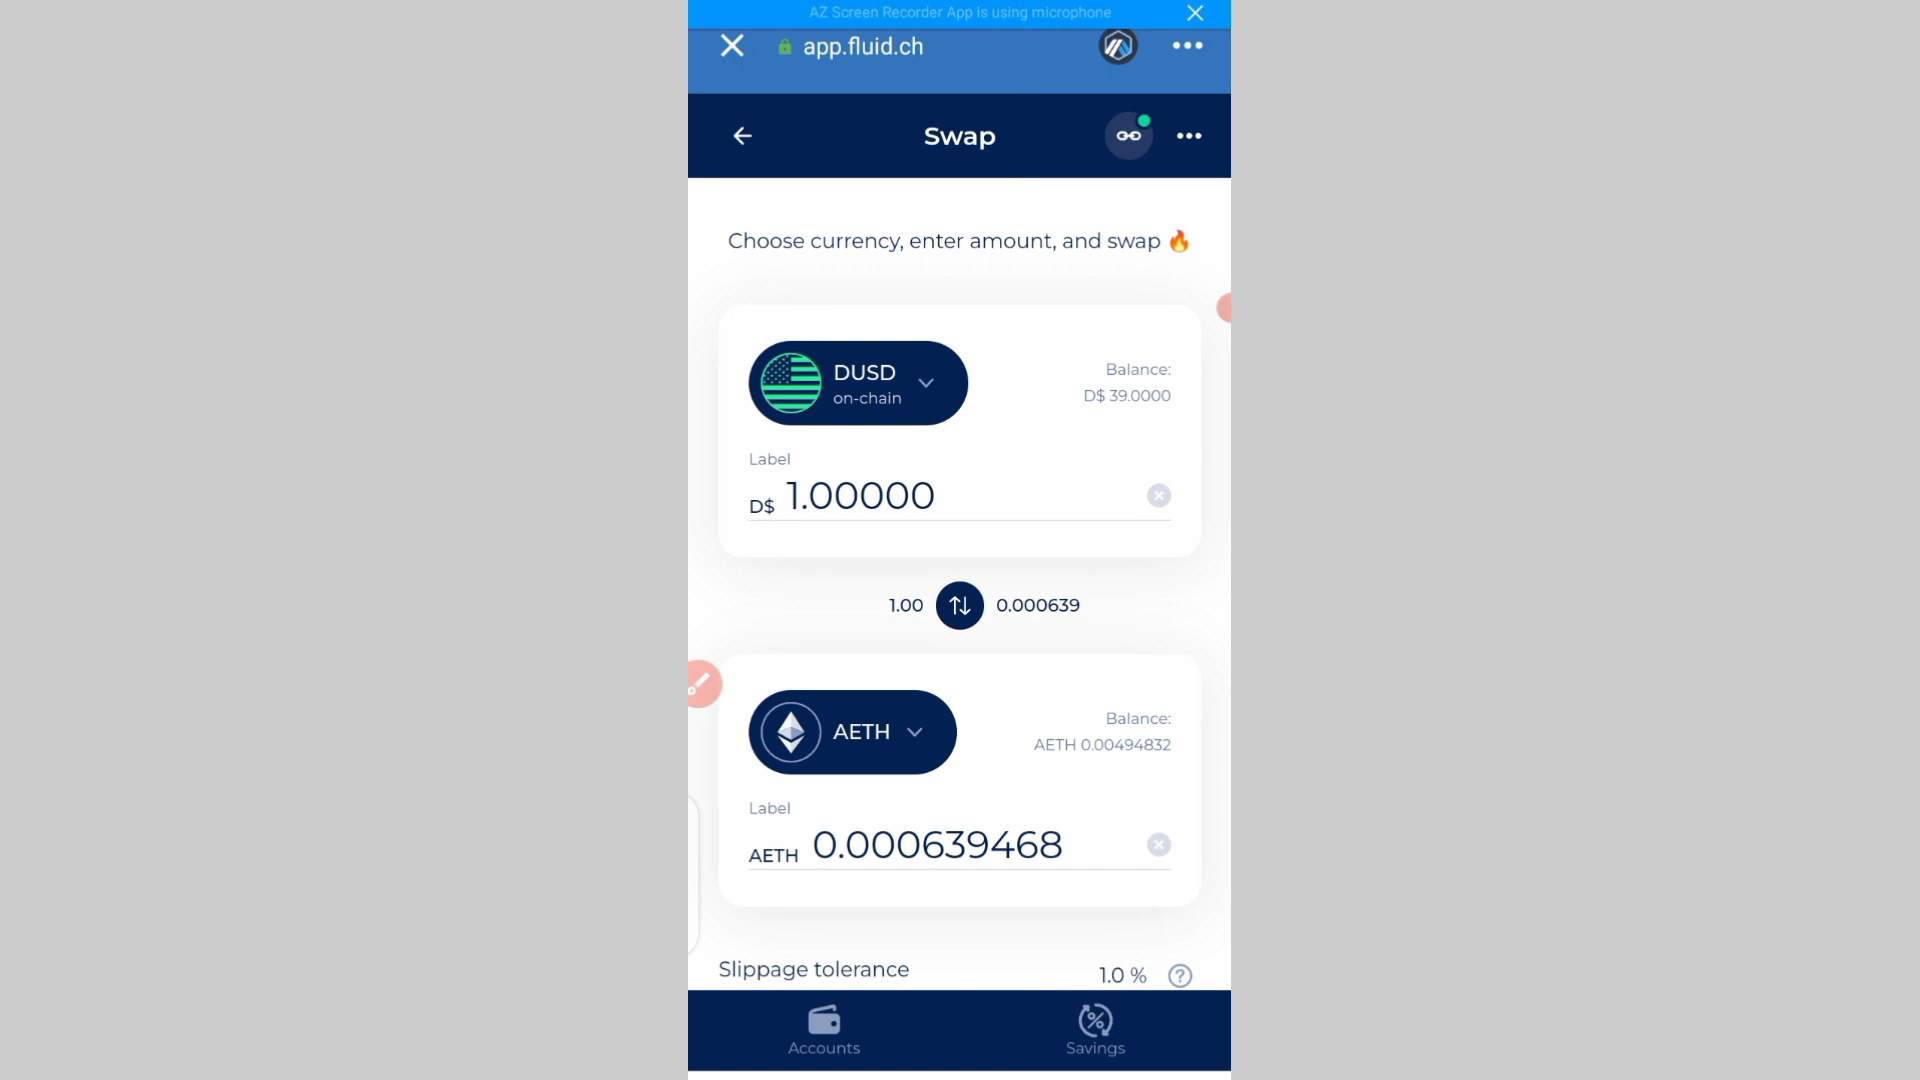 AZ Screen Recorder App is using microphone
app.fluid.ch
Swap
Choose currency, enter amount, and swap 🔥
DUSD
on-chain
Balance:
D$ 39.0000
Label
D$ 1.00000
1.00
0.000639
AETH
Balance:
AETH 0.00494832
Label
AETH 0.000639468
Slippage tolerance
1.0 %
Accounts
Savings